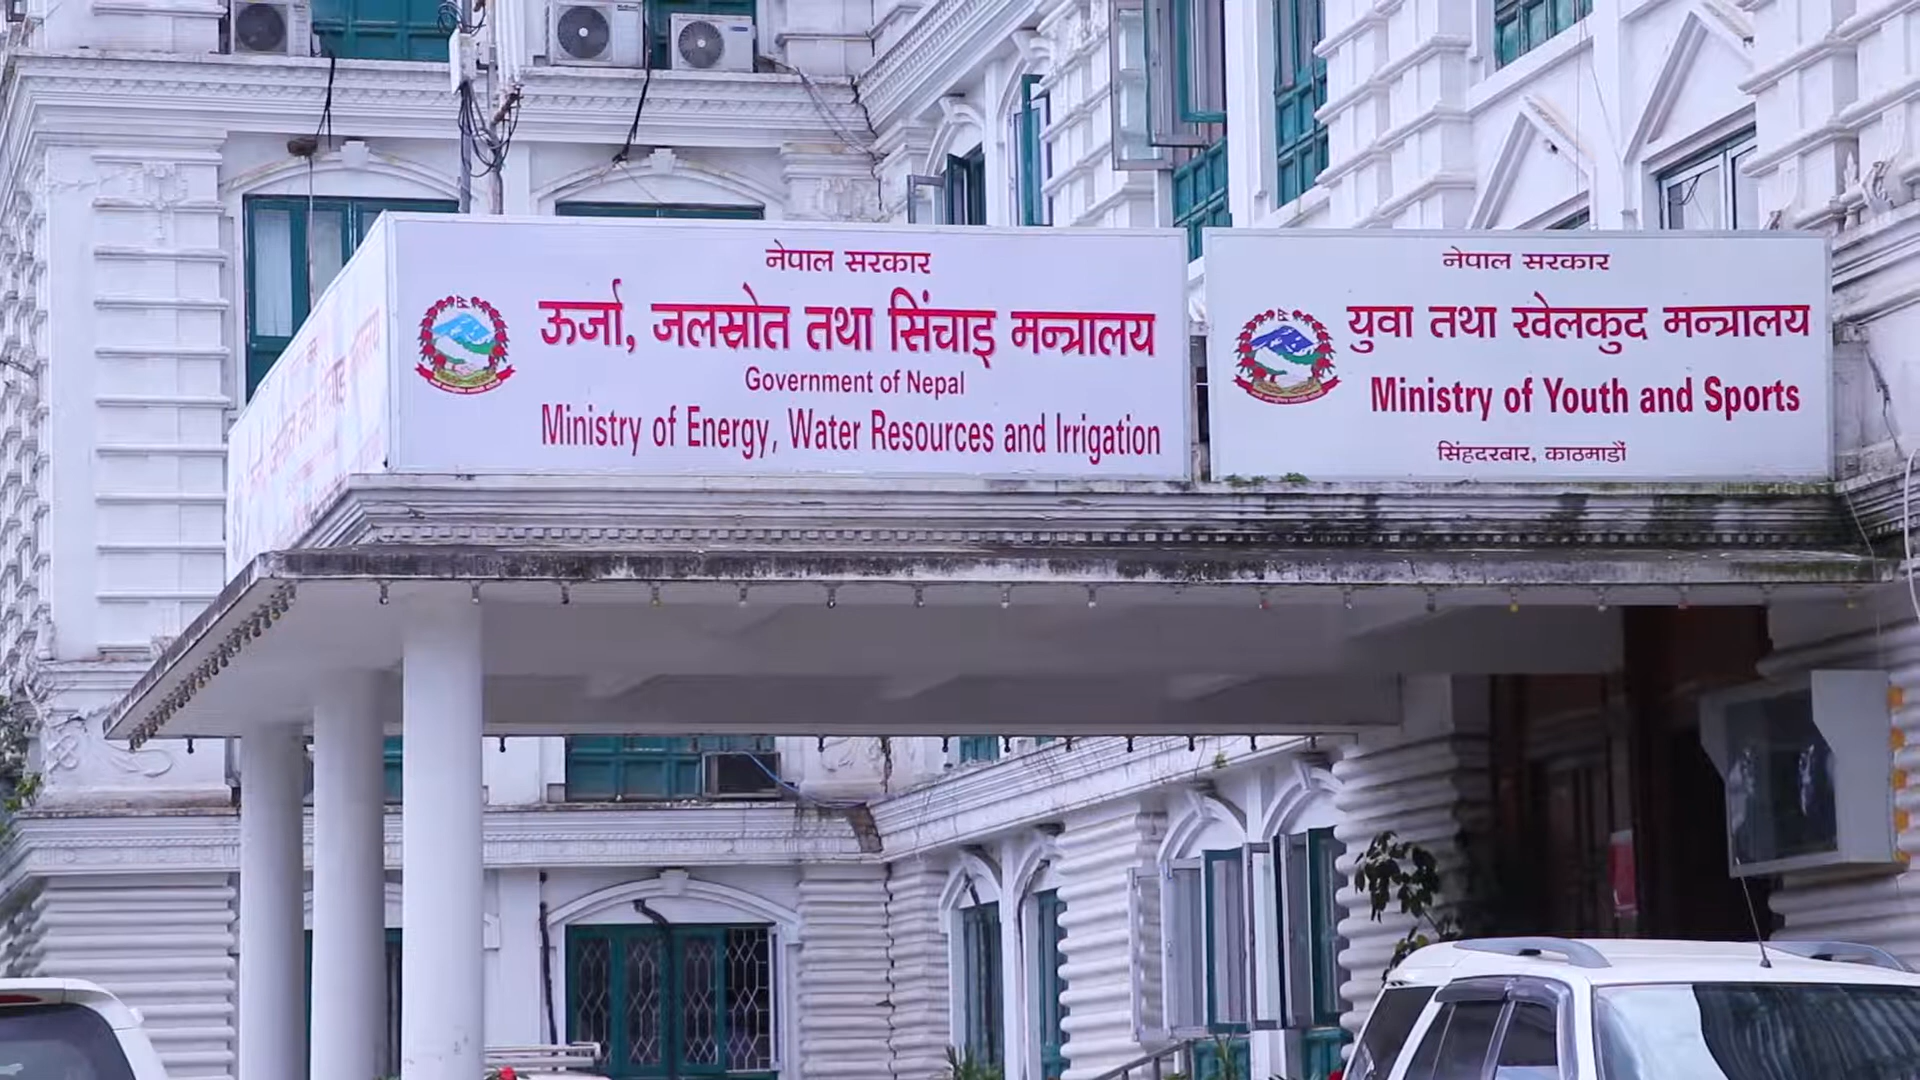 नेपाल सरकार
ऊर्जा, जलस्रोत तथा सिंचाइ मन्त्रालय
Government of Nepal
Ministry of Energy, Water Resources and Irrigation
नेपाल सरकार
युवा तथा खेलकुद मन्त्रालय
Ministry of Youth and Sports
सिंहदरबार, काठमाडौं